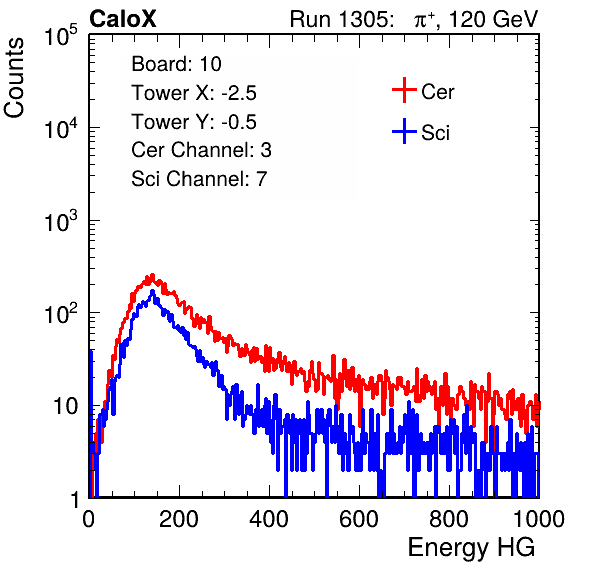 CaloX Run 1305: π⁺, 120 GeV
Counts
Board: 10
Tower X: -2.5
Tower Y: -0.5
Cer Channel: 3
Sci Channel: 7
Cer
Sci
10⁵
10⁴
10³
10²
10
1
0 200 400 600 800 1000
Energy HG